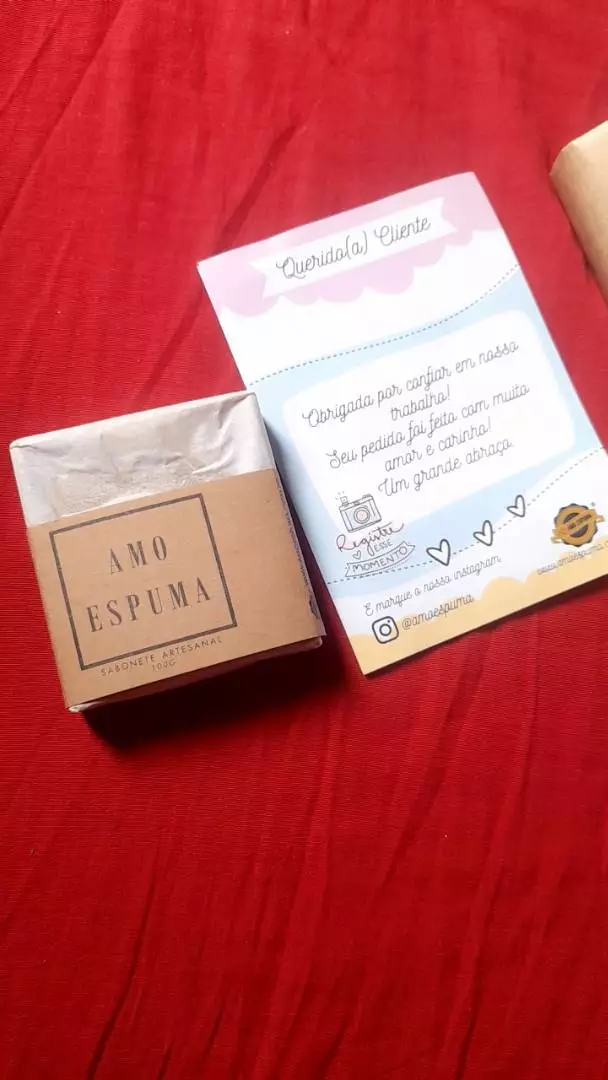 Querido(a) Cliente
Obrigada por confiar em nosso
trabalho!
Seu pedido foi feito com muito
amor e carinho!
Um grande abraço.
Registre
ESSE
MOMENTO
E marque o nosso instagram
@amoespuma
AMO
ESPUMA
SABONETE ARTESANAL
100G